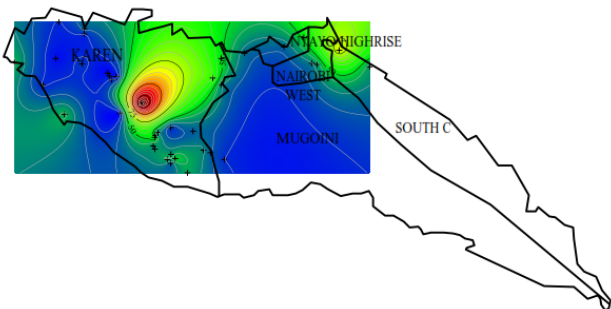 NYAYO HIGHRISE
KAREN
NAIROBI
WEST
SOUTH C
MUGOINI